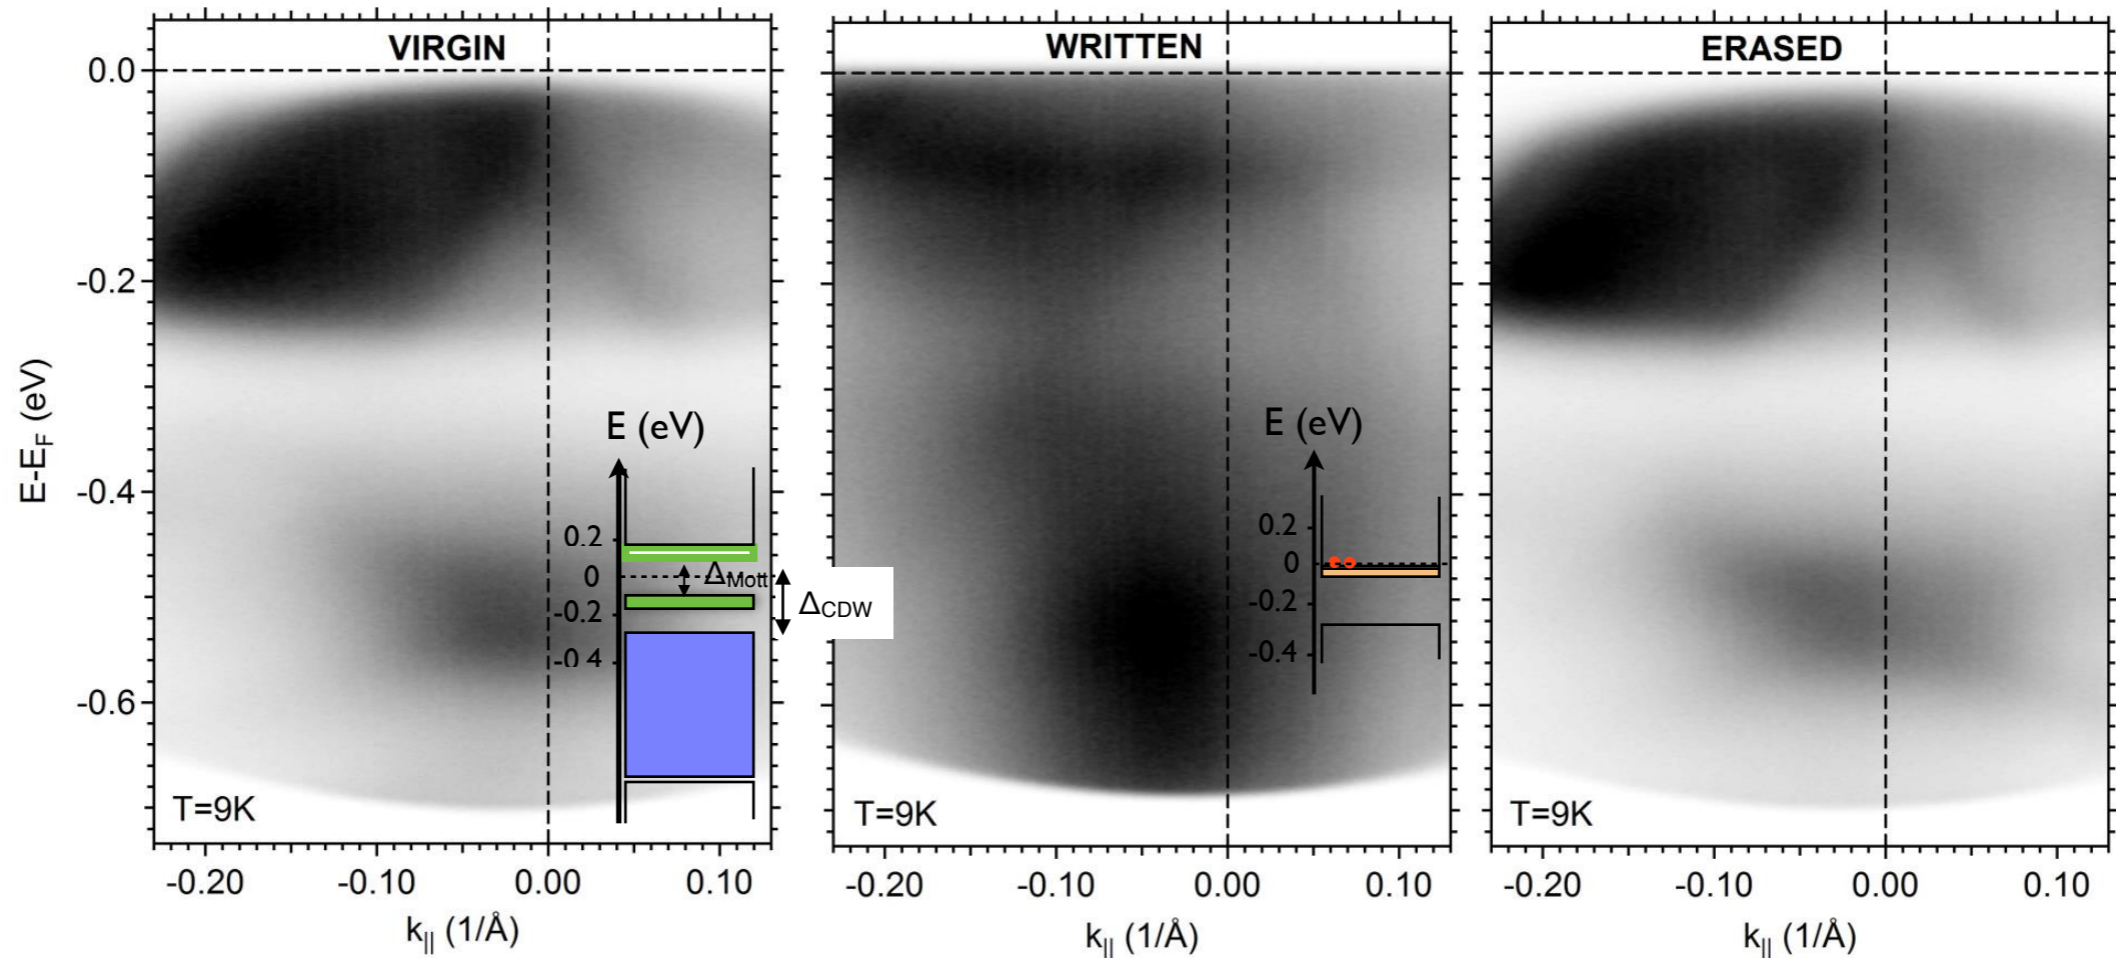 VIRGIN
WRITTEN
ERASED
0.0
-0.2
-0.4
-0.6
E-E_F (eV)
E (eV)
0.2
0
-0.2
-0.4
Δ_Mott
Δ_CDW
T=9K
E (eV)
0.2
0
-0.2
-0.4
T=9K
T=9K
-0.20 -0.10 0.00 0.10
-0.20 -0.10 0.00 0.10
-0.20 -0.10 0.00 0.10
k_|| (1/Å)
k_|| (1/Å)
k_|| (1/Å)